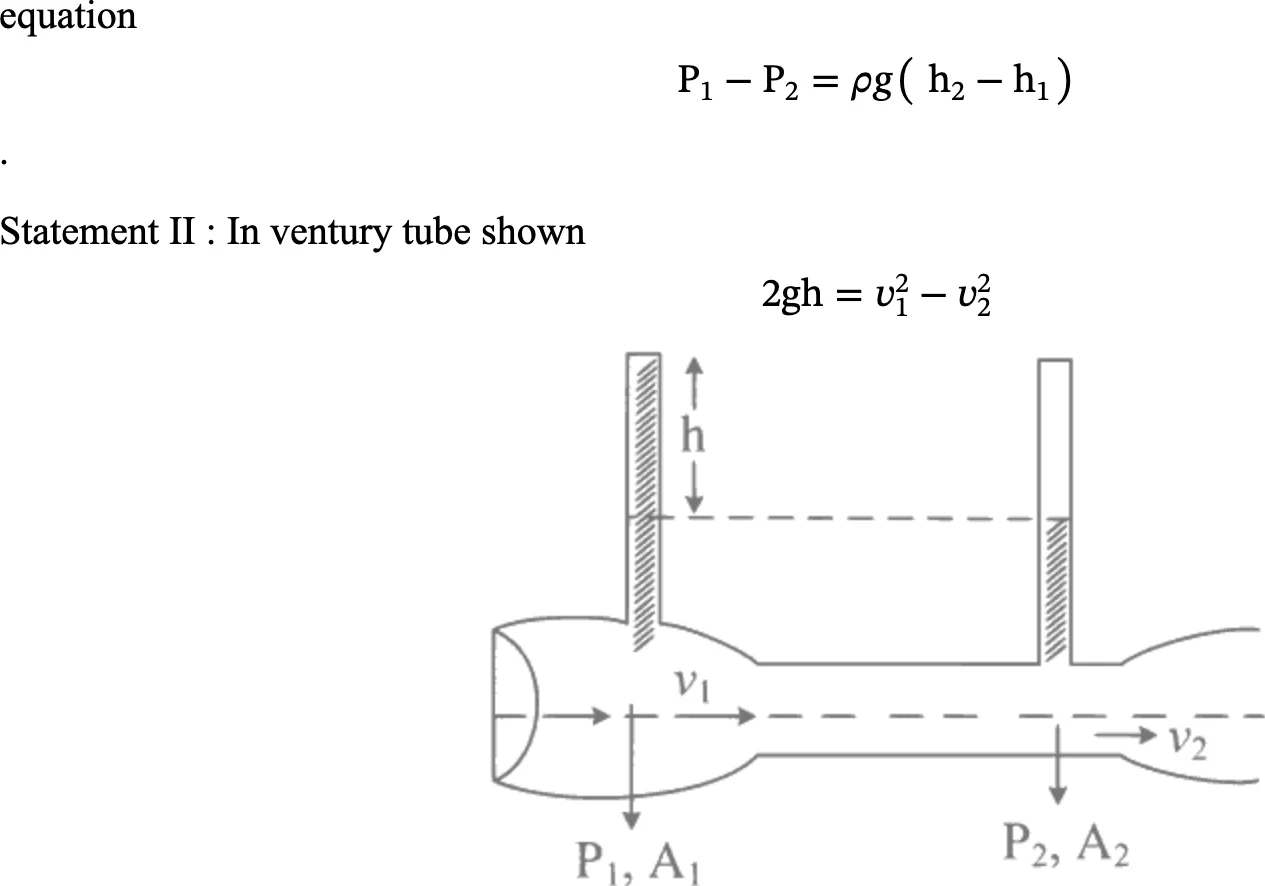 equation
P₁ − P₂ = ρg( h₂ − h₁ )
.
Statement II : In ventury tube shown
2gh = v₁² − v₂²
h
v₁
v₂
P₁, A₁
P₂, A₂